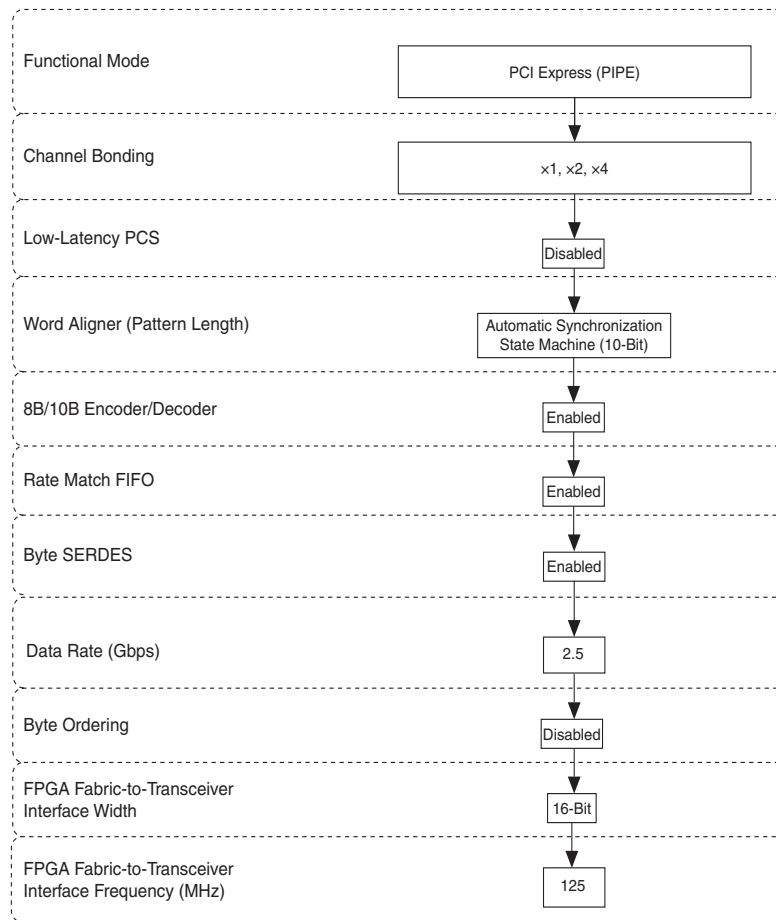 Functional Mode
PCI Express (PIPE)
Channel Bonding
×1, ×2, ×4
Low-Latency PCS
Disabled
Word Aligner (Pattern Length)
Automatic Synchronization
State Machine (10-Bit)
8B/10B Encoder/Decoder
Enabled
Rate Match FIFO
Enabled
Byte SERDES
Enabled
Data Rate (Gbps)
2.5
Byte Ordering
Disabled
FPGA Fabric-to-Transceiver
Interface Width
16-Bit
FPGA Fabric-to-Transceiver
Interface Frequency (MHz)
125